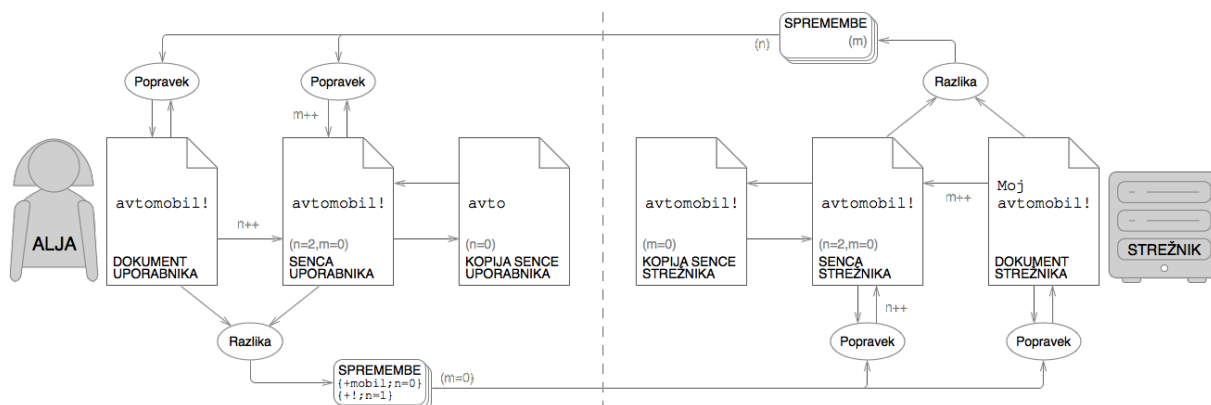 SPREMEMBE
(n)
(m)
Popravek
Popravek
Razlika
m++
avtomobil!
avtomobil!
avto
avtomobil!
avtomobil!
Moj
avtomobil!
m++
n++
ALJA
(n=2,m=0)
(n=0)
(m=0)
(n=2,m=0)
STREŽNIK
DOKUMENT
UPORABNIKA
SENCA
UPORABNIKA
KOPIJA SENCE
UPORABNIKA
KOPIJA SENCE
STREŽNIKA
SENCA
STREŽNIKA
DOKUMENT
STREŽNIKA
n++
Razlika
Popravek
Popravek
SPREMEMBE
{+mobil;n=0}
{+!;n=1}
(m=0)